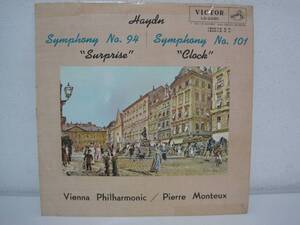 Haydn
VICTOR
Symphony No. 94
Symphony No. 101
"Surprise"
"Clock"
Vienna Philharmonic / Pierre Monteux